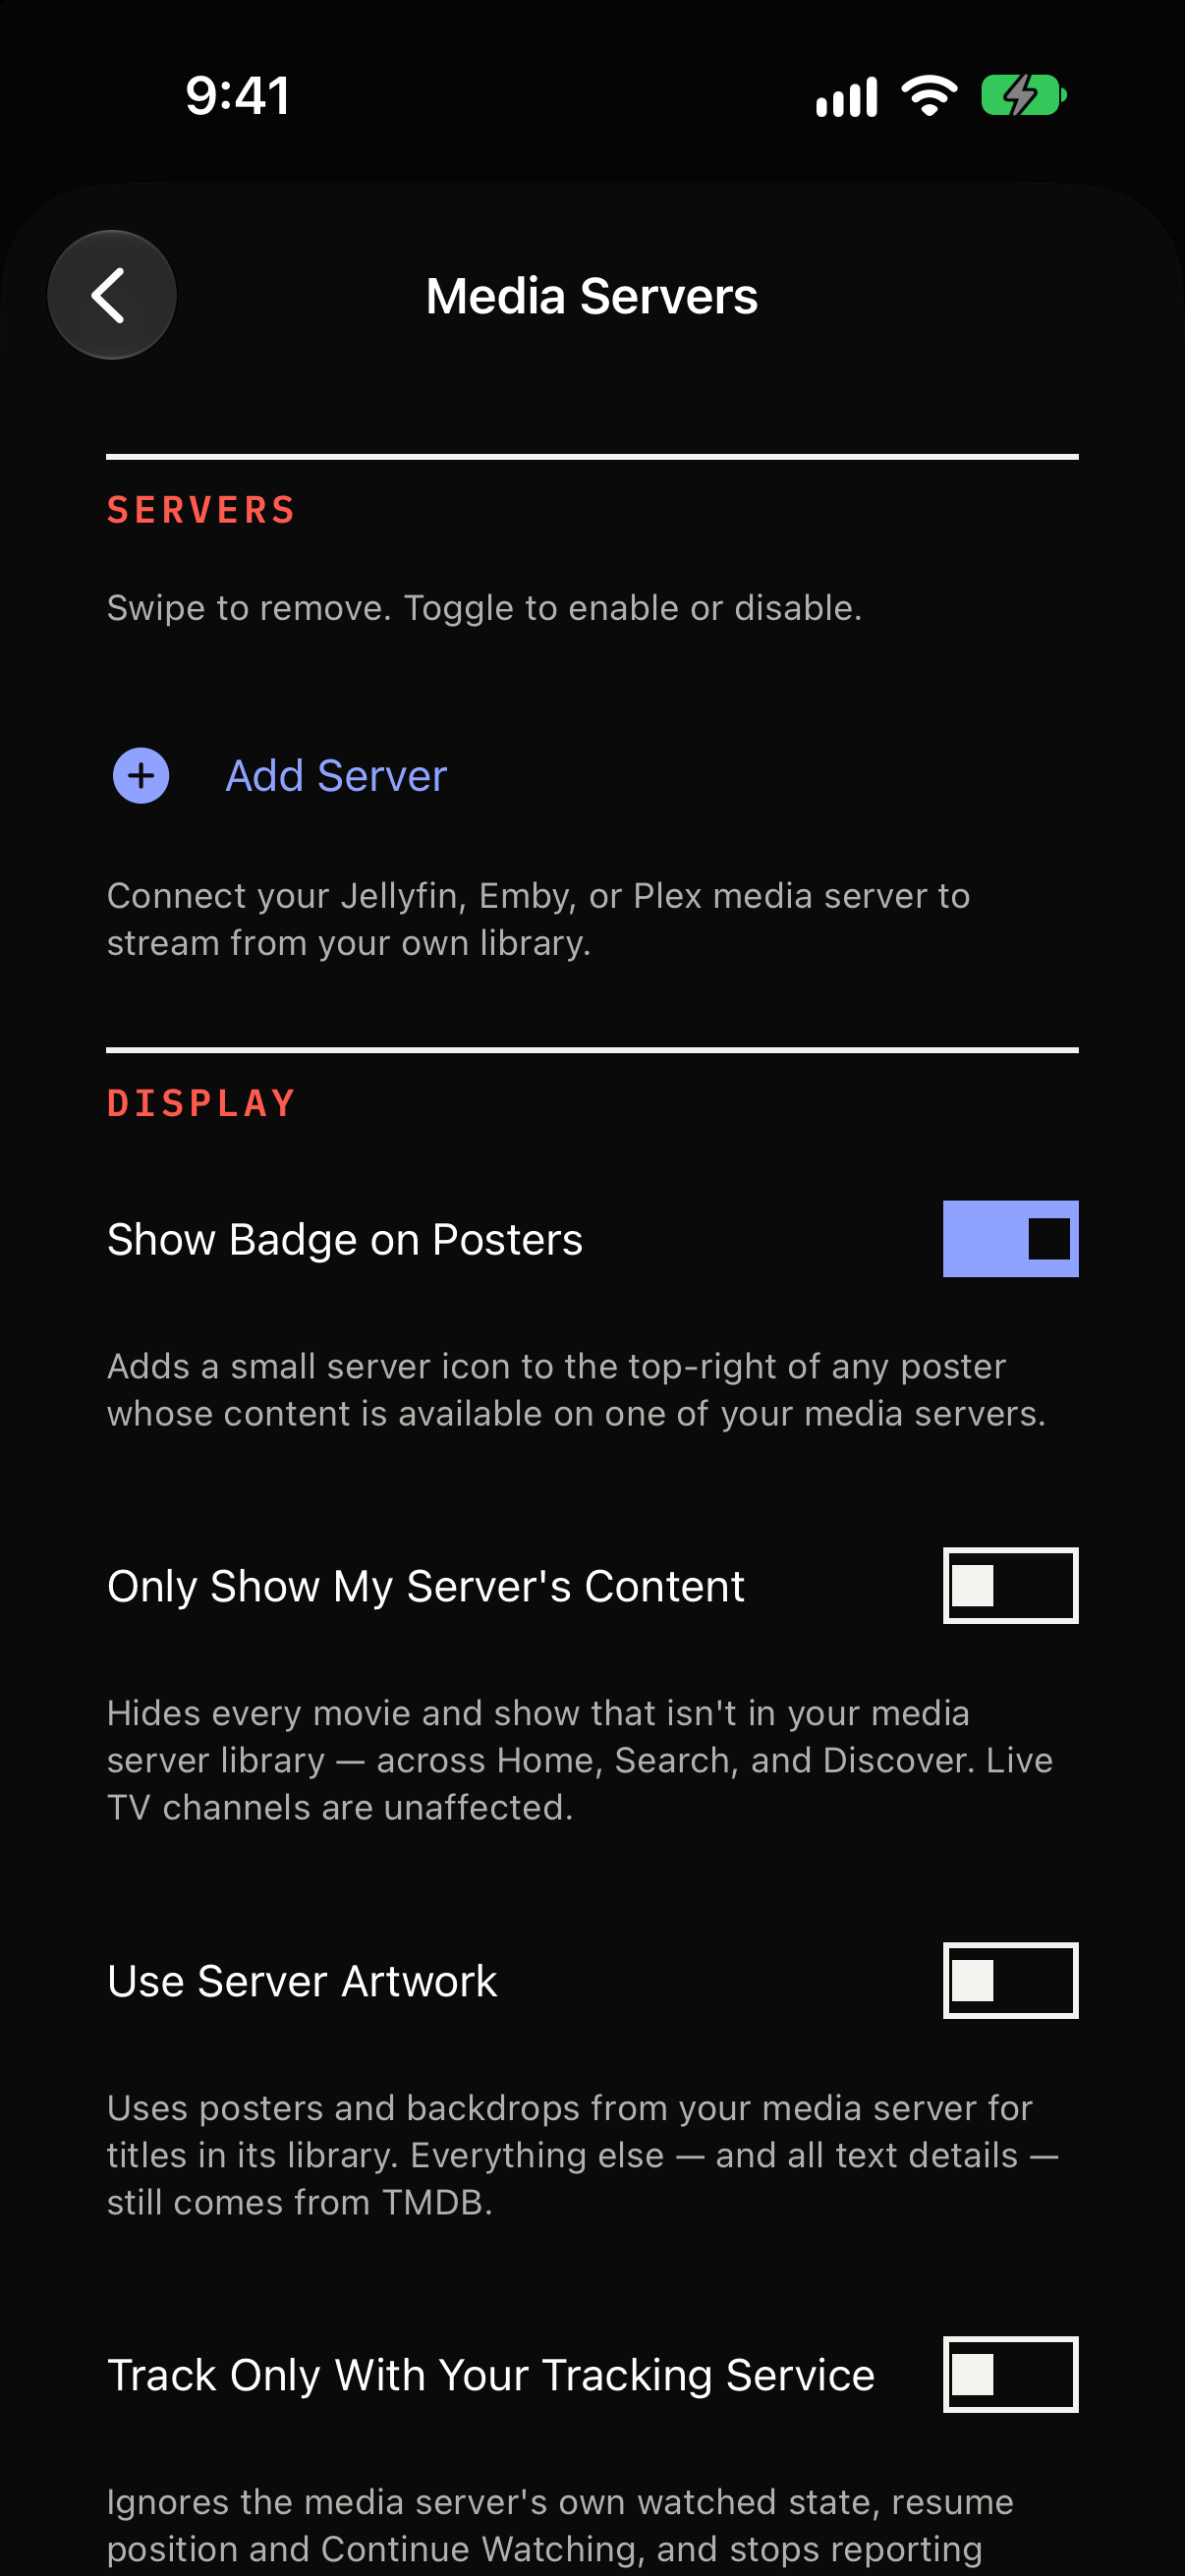 9:41
Media Servers
SERVERS
Swipe to remove. Toggle to enable or disable.
Add Server
Connect your Jellyfin, Emby, or Plex media server to
stream from your own library.
DISPLAY
Show Badge on Posters
Adds a small server icon to the top-right of any poster
whose content is available on one of your media servers.
Only Show My Server's Content
Hides every movie and show that isn't in your media
server library — across Home, Search, and Discover. Live
TV channels are unaffected.
Use Server Artwork
Uses posters and backdrops from your media server for
titles in its library. Everything else — and all text details —
still comes from TMDB.
Track Only With Your Tracking Service
Ignores the media server's own watched state, resume
position and Continue Watching, and stops reporting